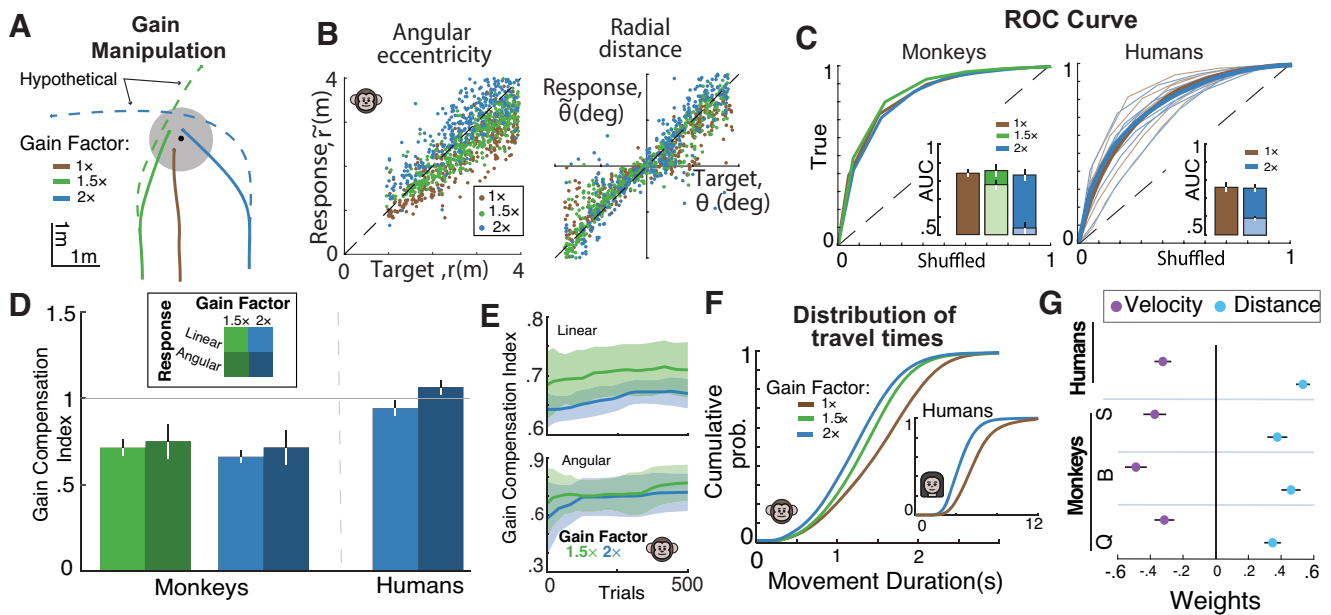 A
Gain
Manipulation
Hypothetical
Gain Factor:
1×
1.5×
2×
1m
1m
B
Angular
eccentricity
4
Response, r̃(m)
0
0
Target ,r(m)
4
1×
1.5×
2×
Radial
distance
Response,
θ̃(deg)
Target,
θ (deg)
ROC Curve
C
Monkeys
1
True
0
0
Shuffled
1
1×
1.5×
2×
1
AUC
.5
Humans
1
0
0
Shuffled
1
1×
2×
1
AUC
.5
D
1.5
1
.5
0
Gain Compensation
Index
Response
Gain Factor
1.5× 2×
Linear
Angular
Monkeys
Humans
E
Gain Compensation Index
.8
.7
.6
Linear
.9
.6
.3
Angular
Gain Factor
1.5× 2×
0
Trials
500
F
Distribution of
travel times
1
Cumulative
prob.
0
Gain Factor:
1×
1.5×
2×
Humans
1
0
0
12
0
1
2
Movement Duration(s)
G
Velocity
Distance
Humans
Monkeys
S
B
Q
-.6
-.4
-.2
0
.2
.4
.6
Weights